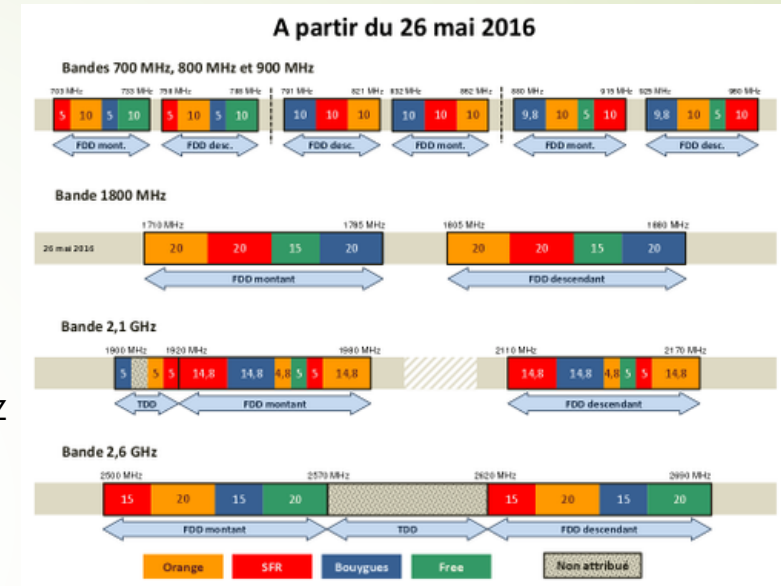 A partir du 26 mai 2016
Bandes 700 MHz, 800 MHz et 900 MHz
703 MHz 733 MHz 758 MHz 788 MHz 791 MHz 821 MHz 832 MHz 862 MHz 880 MHz 915 MHz 925 MHz 960 MHz
5 10 5 10 5 10 5 10 10 10 10 10 10 10 9,8 10 5 10 9,8 10 5 10
FDD mont. FDD desc. FDD desc. FDD mont. FDD mont. FDD desc.
Bande 1800 MHz
1710 MHz 1785 MHz 1805 MHz 1880 MHz
26 mai 2016 20 20 15 20 20 20 15 20
FDD montant FDD descendant
Bande 2,1 GHz
1900 MHz 1920 MHz 1980 MHz 2110 MHz 2170 MHz
5 5 5 14,8 14,8 4,8 5 5 14,8 14,8 14,8 4,8 5 5 14,8
TDD FDD montant FDD descendant
z
Bande 2,6 GHz
2500 MHz 2570 MHz 2620 MHz 2690 MHz
15 20 15 20 15 20 15 20
FDD montant TDD FDD descendant
Orange SFR Bouygues Free Non attribué